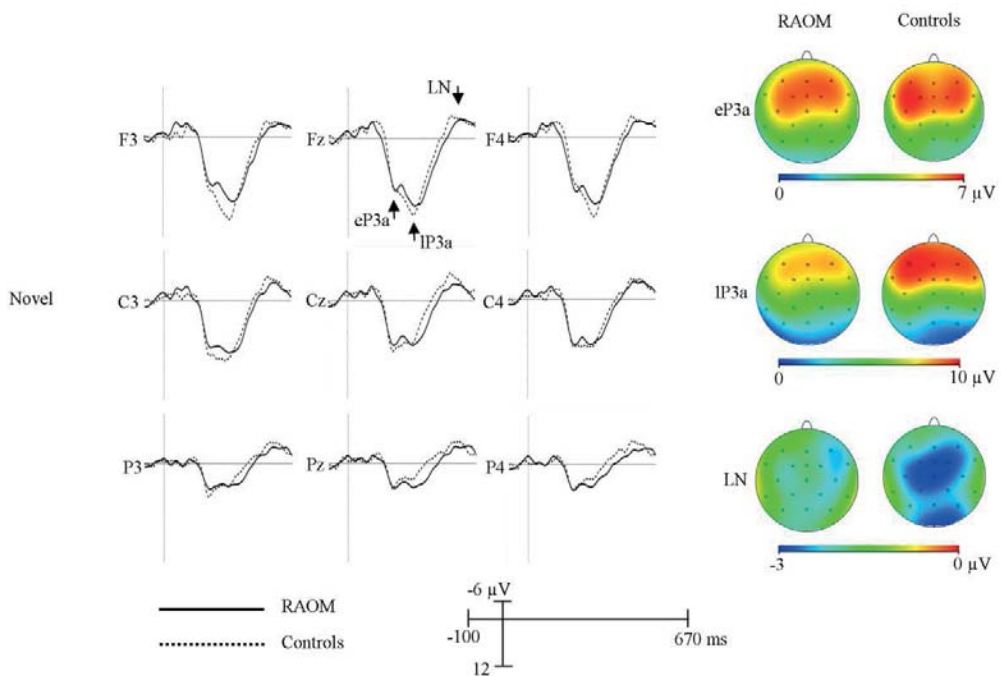 RAOM Controls
LN
eP3a
F3 Fz F4
0 7 µV
eP3a
lP3a
Novel
C3 Cz C4
lP3a
0 10 µV
P3 Pz P4
LN
-3 0 µV
-6 µV
RAOM
Controls
-100 670 ms
12